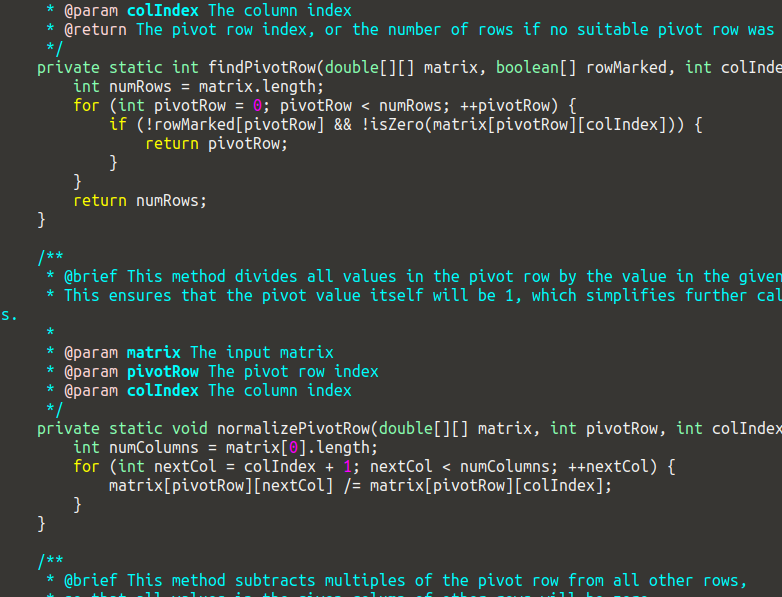 * @param colIndex The column index
* @return The pivot row index, or the number of rows if no suitable pivot row was
*/
private static int findPivotRow(double[][] matrix, boolean[] rowMarked, int colInde
int numRows = matrix.length;
for (int pivotRow = 0; pivotRow < numRows; ++pivotRow) {
if (!rowMarked[pivotRow] && !isZero(matrix[pivotRow][colIndex])) {
return pivotRow;
}
}
return numRows;
}
/**
* @brief This method divides all values in the pivot row by the value in the given
* This ensures that the pivot value itself will be 1, which simplifies further cal
s.
*
* @param matrix The input matrix
* @param pivotRow The pivot row index
* @param colIndex The column index
*/
private static void normalizePivotRow(double[][] matrix, int pivotRow, int colIndex
int numColumns = matrix[0].length;
for (int nextCol = colIndex + 1; nextCol < numColumns; ++nextCol) {
matrix[pivotRow][nextCol] /= matrix[pivotRow][colIndex];
}
}
/**
* @brief This method subtracts multiples of the pivot row from all other rows,